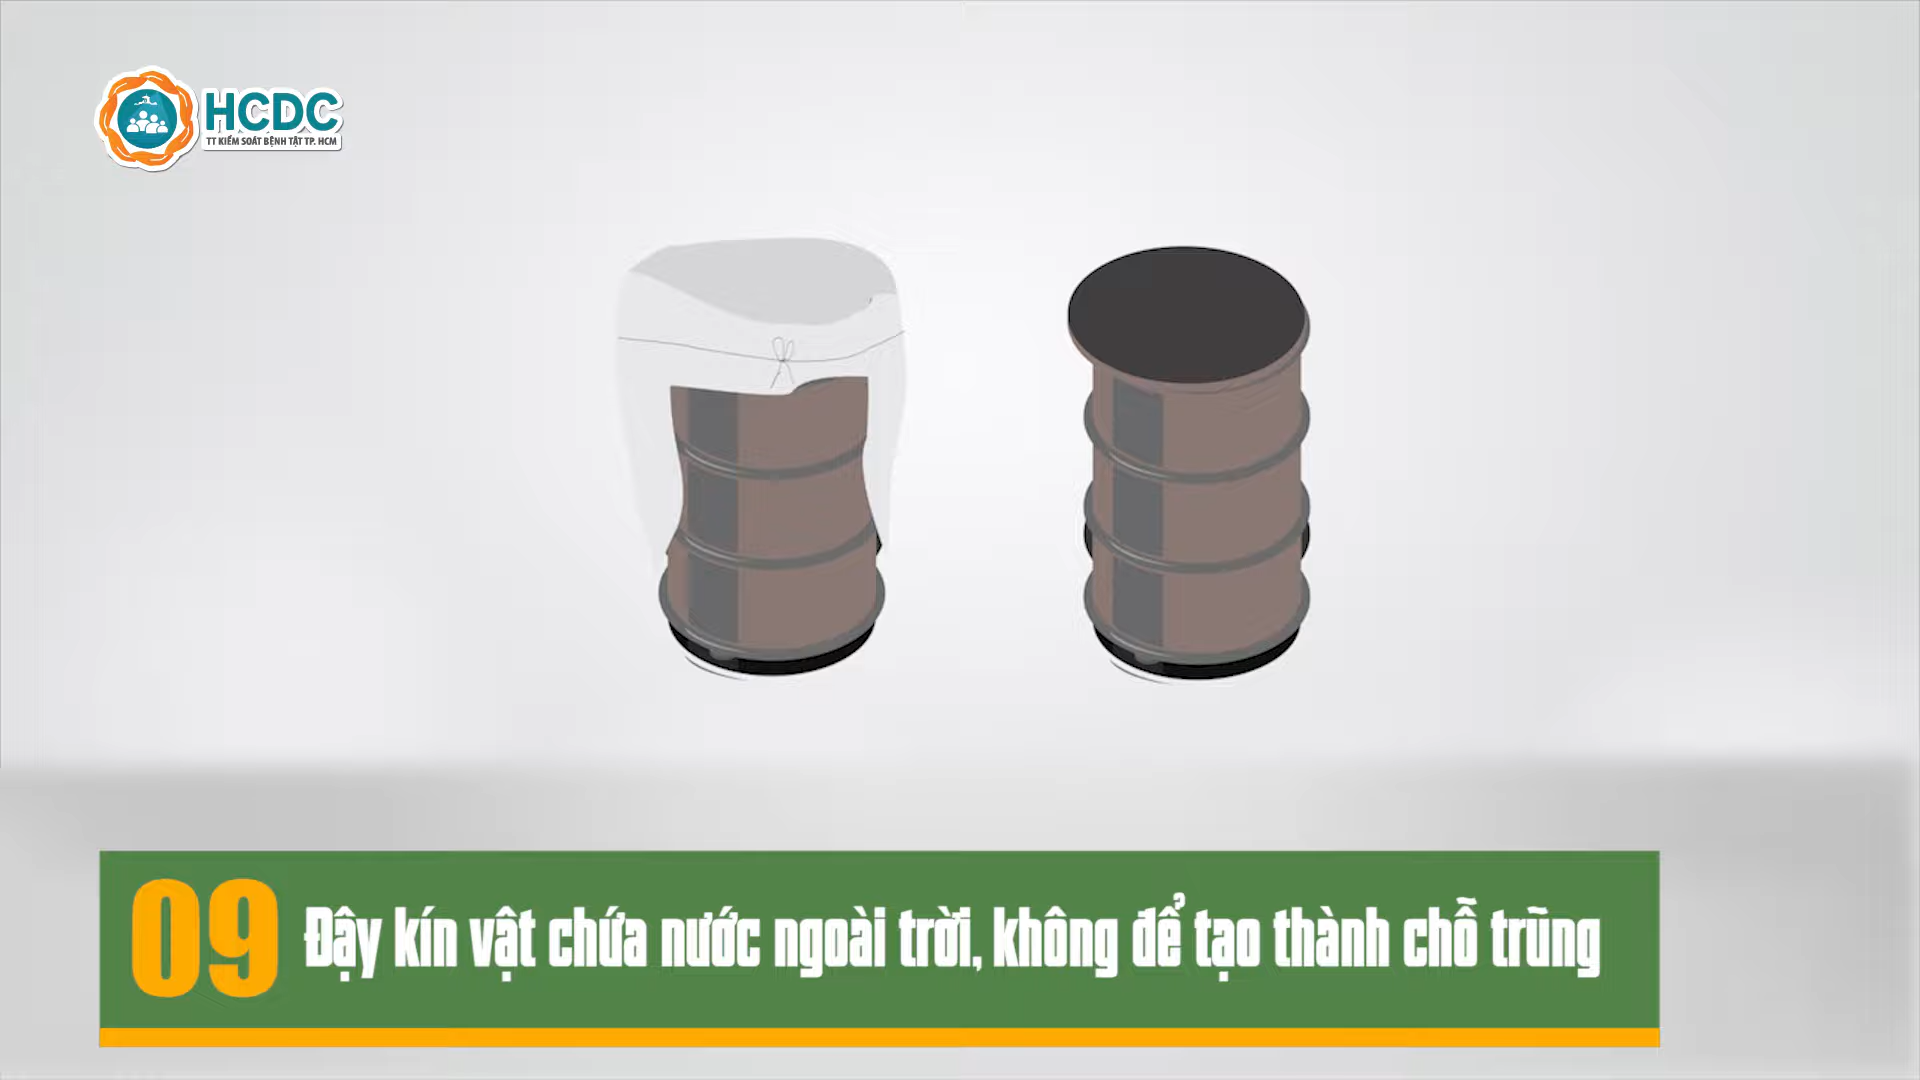 HCDC
TT KIỂM SOÁT BỆNH TẬT TP. HCM
09 Đậy kín vật chứa nước ngoài trời, không để tạo thành chỗ trũng